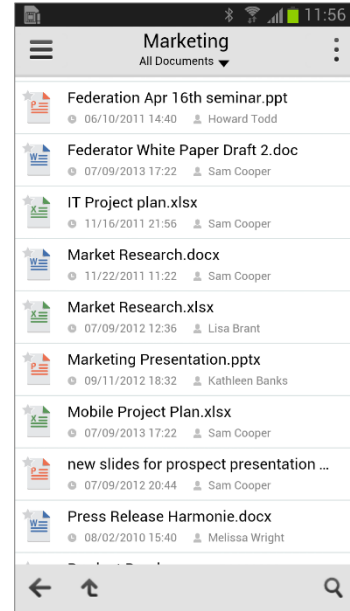 11:56
Marketing
All Documents
Federation Apr 16th seminar.ppt
06/10/2011 14:40 Howard Todd
Federator White Paper Draft 2.doc
07/09/2013 17:22 Sam Cooper
IT Project plan.xlsx
11/16/2011 21:56 Sam Cooper
Market Research.docx
11/22/2011 11:22 Sam Cooper
Market Research.xlsx
07/09/2012 12:36 Lisa Brant
Marketing Presentation.pptx
09/11/2012 18:32 Kathleen Banks
Mobile Project Plan.xlsx
07/09/2013 17:22 Sam Cooper
new slides for prospect presentation ...
07/09/2012 20:44 Sam Cooper
Press Release Harmonie.docx
08/02/2010 15:40 Melissa Wright